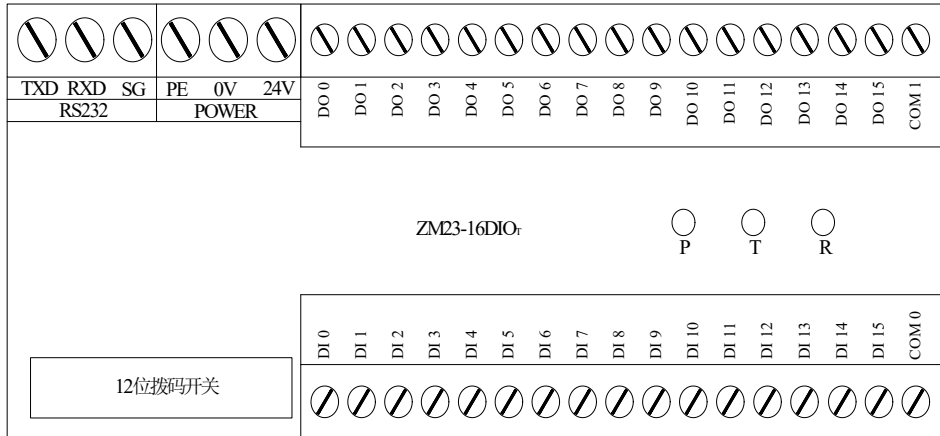 TXD RXD SG PE 0V 24V
RS232 POWER
DO 0 DO 1 DO 2 DO 3 DO 4 DO 5 DO 6 DO 7 DO 8 DO 9 DO 10 DO 11 DO 12 DO 13 DO 14 DO 15 COM 1
ZM23-16DIOT
P T R
DI 0 DI 1 DI 2 DI 3 DI 4 DI 5 DI 6 DI 7 DI 8 DI 9 DI 10 DI 11 DI 12 DI 13 DI 14 DI 15 COM 0
12位拨码开关